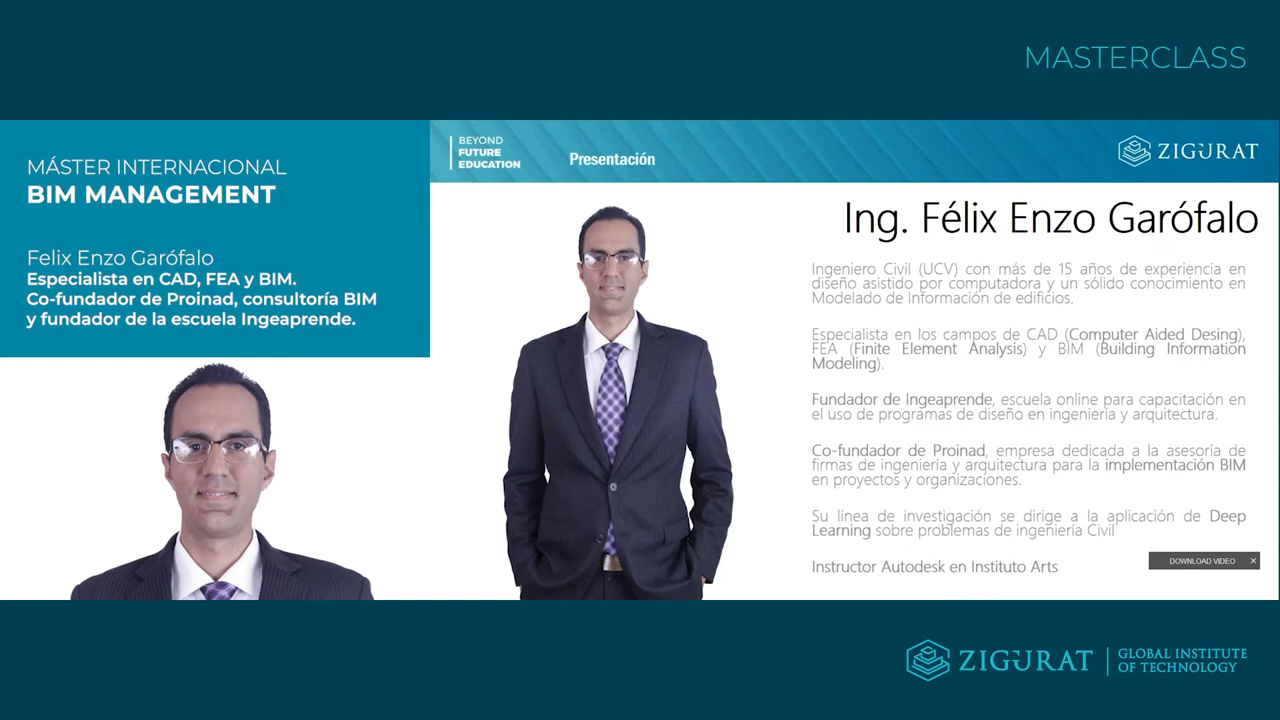 MASTERCLASS
MÁSTER INTERNACIONAL
BIM MANAGEMENT
Felix Enzo Garófalo
Especialista en CAD, FEA y BIM.
Co-fundador de Proinad, consultoría BIM
y fundador de la escuela Ingeaprende.
BEYOND
FUTURE
EDUCATION
Presentación
ZIGURAT
Ing. Félix Enzo Garófalo
Ingeniero Civil (UCV) con más de 15 años de experiencia en
diseño asistido por computadora y un sólido conocimiento en
Modelado de Información de edificios.
Especialista en los campos de CAD (Computer Aided Desing),
FEA (Finite Element Analysis) y BIM (Building Information
Modeling).
Fundador de Ingeaprende, escuela online para capacitación en
el uso de programas de diseño en ingeniería y arquitectura.
Co-fundador de Proinad, empresa dedicada a la asesoría de
firmas de ingeniería y arquitectura para la implementación BIM
en proyectos y organizaciones.
Su línea de investigación se dirige a la aplicación de Deep
Learning sobre problemas de ingeniería Civil
Instructor Autodesk en Instituto Arts
DOWNLOAD VIDEO ×
ZIGURAT
GLOBAL INSTITUTE
OF TECHNOLOGY